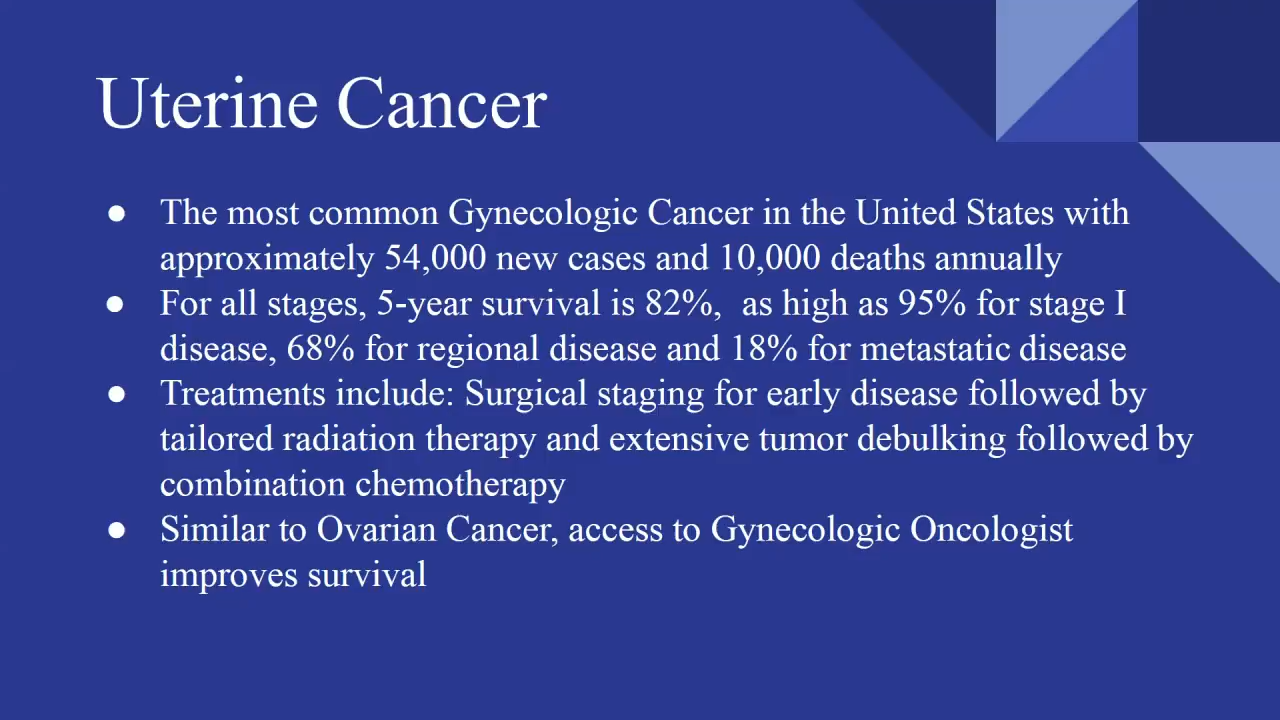 Uterine Cancer
● The most common Gynecologic Cancer in the United States with
approximately 54,000 new cases and 10,000 deaths annually
● For all stages, 5-year survival is 82%,  as high as 95% for stage I
disease, 68% for regional disease and 18% for metastatic disease
● Treatments include: Surgical staging for early disease followed by
tailored radiation therapy and extensive tumor debulking followed by
combination chemotherapy
● Similar to Ovarian Cancer, access to Gynecologic Oncologist
improves survival